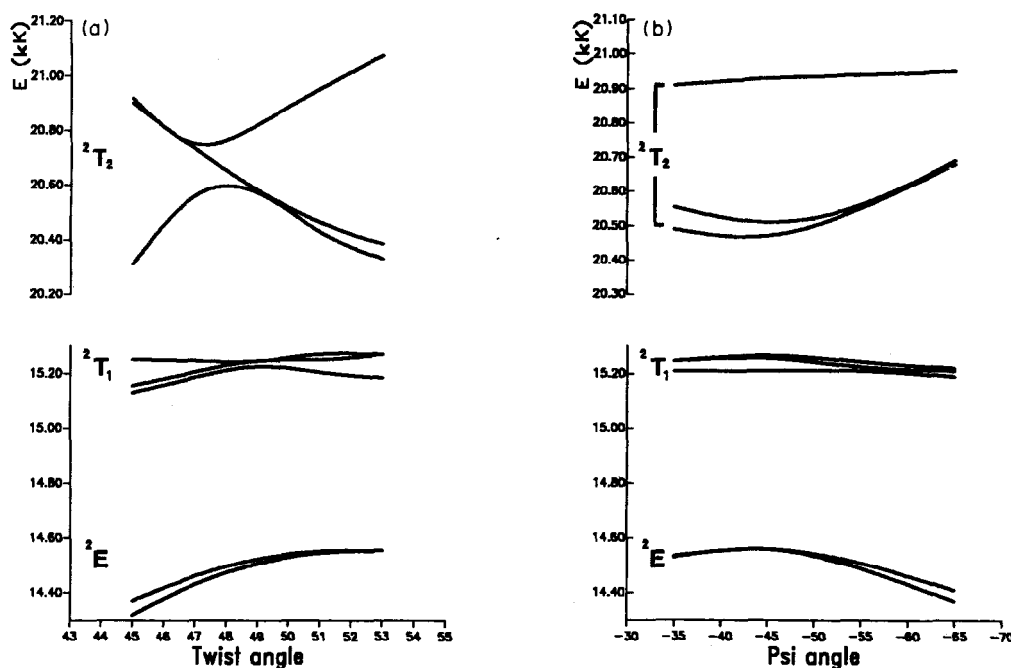 (a)
E (kK)
21.20
21.00
20.80
20.60
20.40
20.20
²T₂
15.20
15.00
14.80
14.60
14.40
²T₁
²E
43 44 45 46 47 48 49 50 51 52 53 54 55
Twist angle
(b)
E (kK)
21.10
21.00
20.90
20.80
20.70
20.60
20.50
20.40
20.30
²T₂
15.20
15.00
14.80
14.60
14.40
²T₁
²E
-30 -35 -40 -45 -50 -55 -60 -65 -70
Psi angle